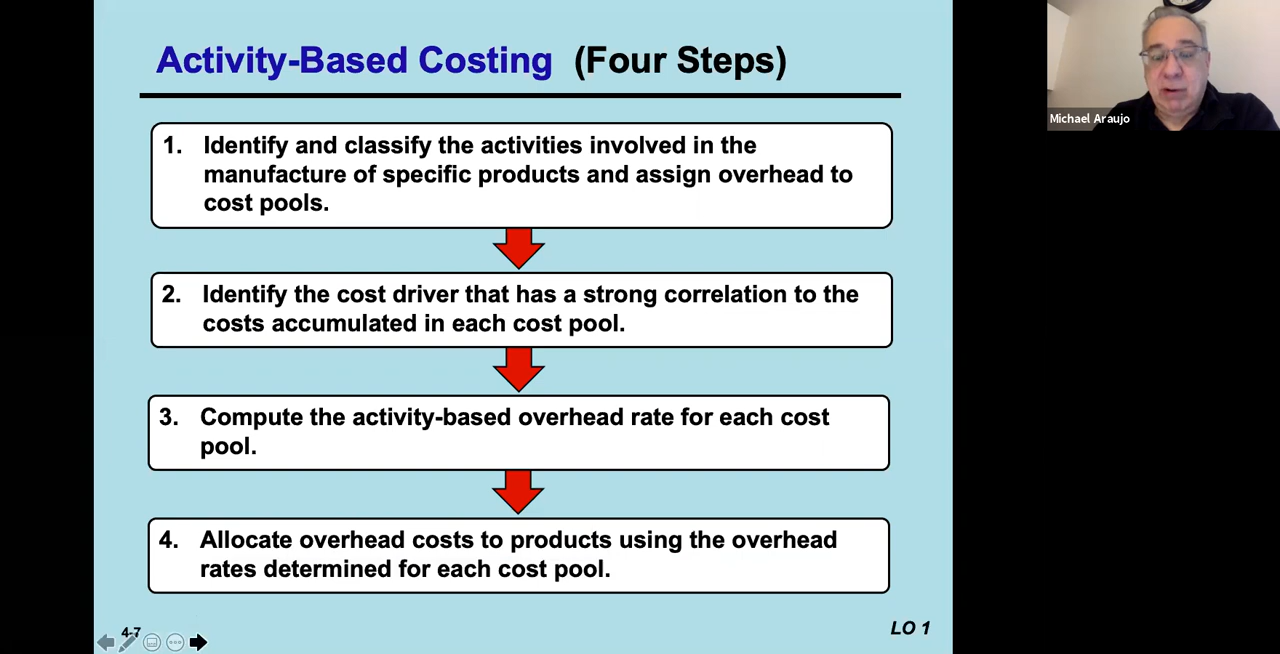 Activity-Based Costing (Four Steps)
1. Identify and classify the activities involved in the
manufacture of specific products and assign overhead to
cost pools.
2. Identify the cost driver that has a strong correlation to the
costs accumulated in each cost pool.
3. Compute the activity-based overhead rate for each cost
pool.
4. Allocate overhead costs to products using the overhead
rates determined for each cost pool.
4-7
LO 1
Michael Araujo